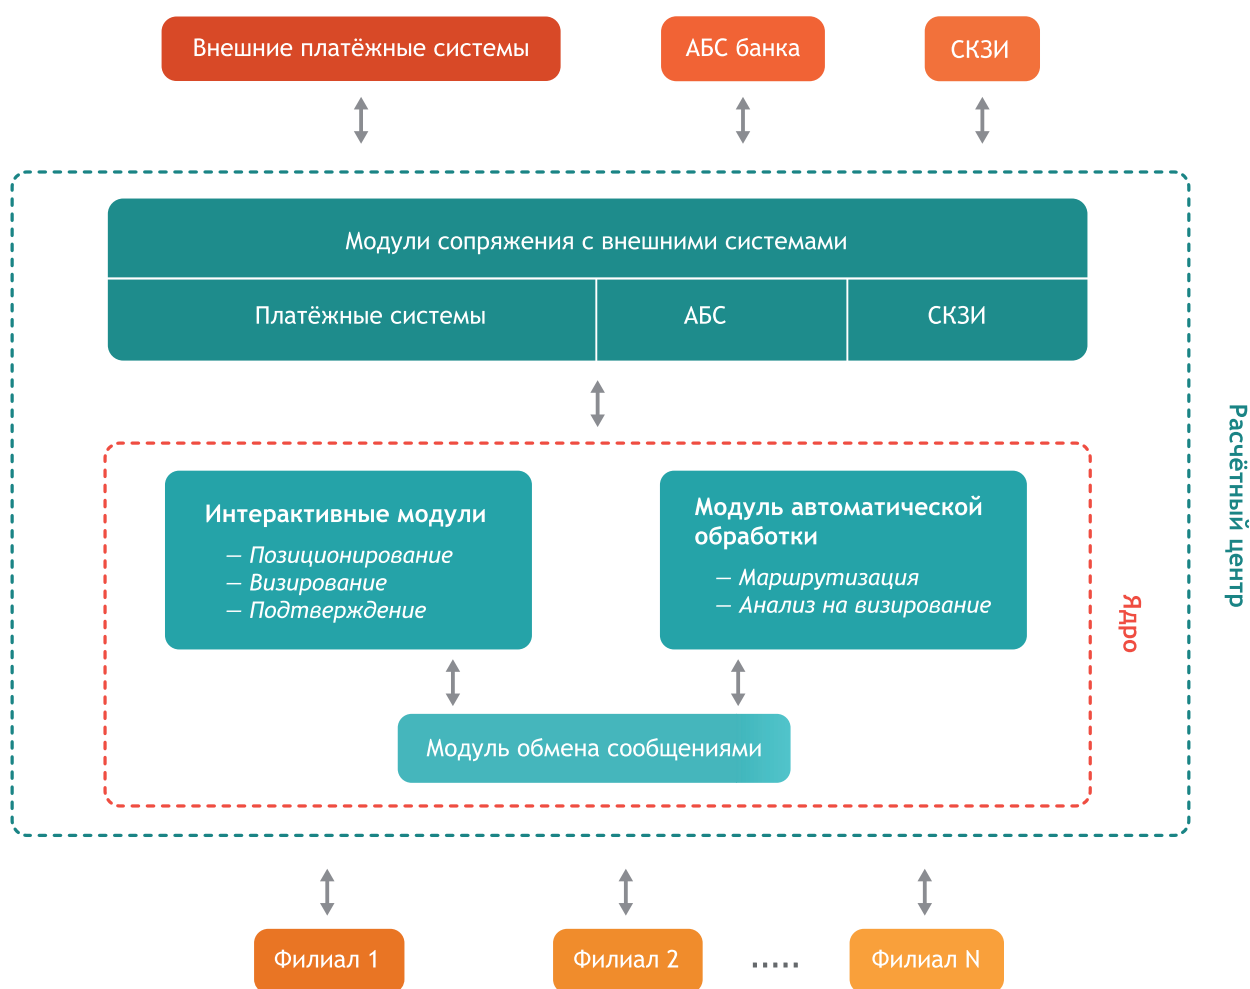 Внешние платёжные системы
АБС банка
СКЗИ
Модули сопряжения с внешними системами
Платёжные системы
АБС
СКЗИ
Расчётный центр
Интерактивные модули
— Позиционирование
— Визирование
— Подтверждение
Модуль автоматической
обработки
— Маршрутизация
— Анализ на визирование
Ядро
Модуль обмена сообщениями
Филиал 1
Филиал 2
.....
Филиал N